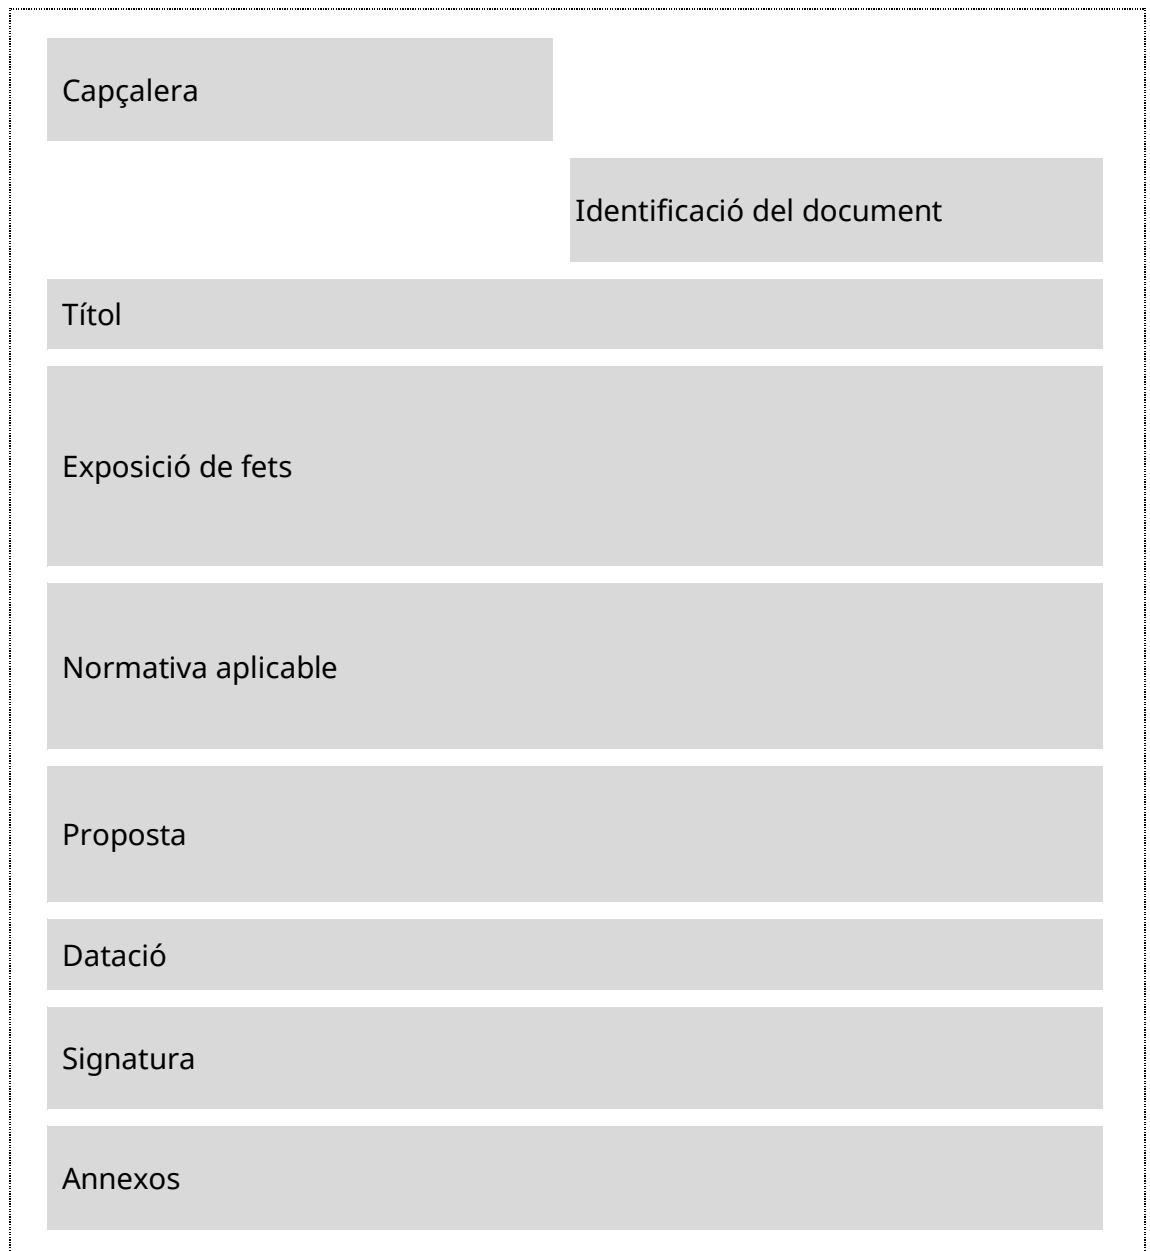 Capçalera
Identificació del document
Títol
Exposició de fets
Normativa aplicable
Proposta
Datació
Signatura
Annexos